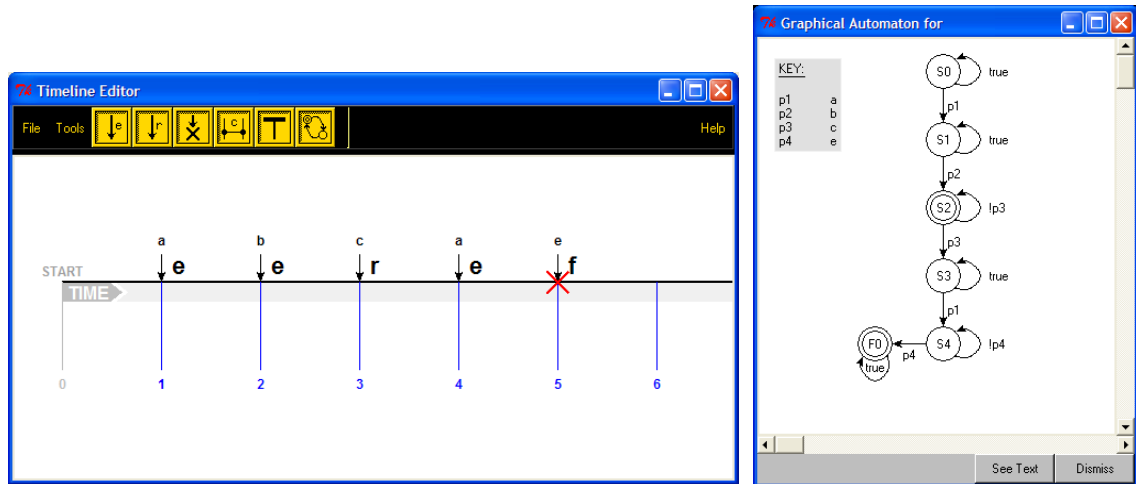 Timeline Editor
File Tools e r c Help
a b c a e
e e r e f
START
TIME
0 1 2 3 4 5 6
Graphical Automaton for
KEY:
p1 a
p2 b
p3 c
p4 e
S0 true
p1
S1 true
p2
S2 !p3
p3
S3 true
p1
F0 p4 S4 !p4
true
See Text Dismiss